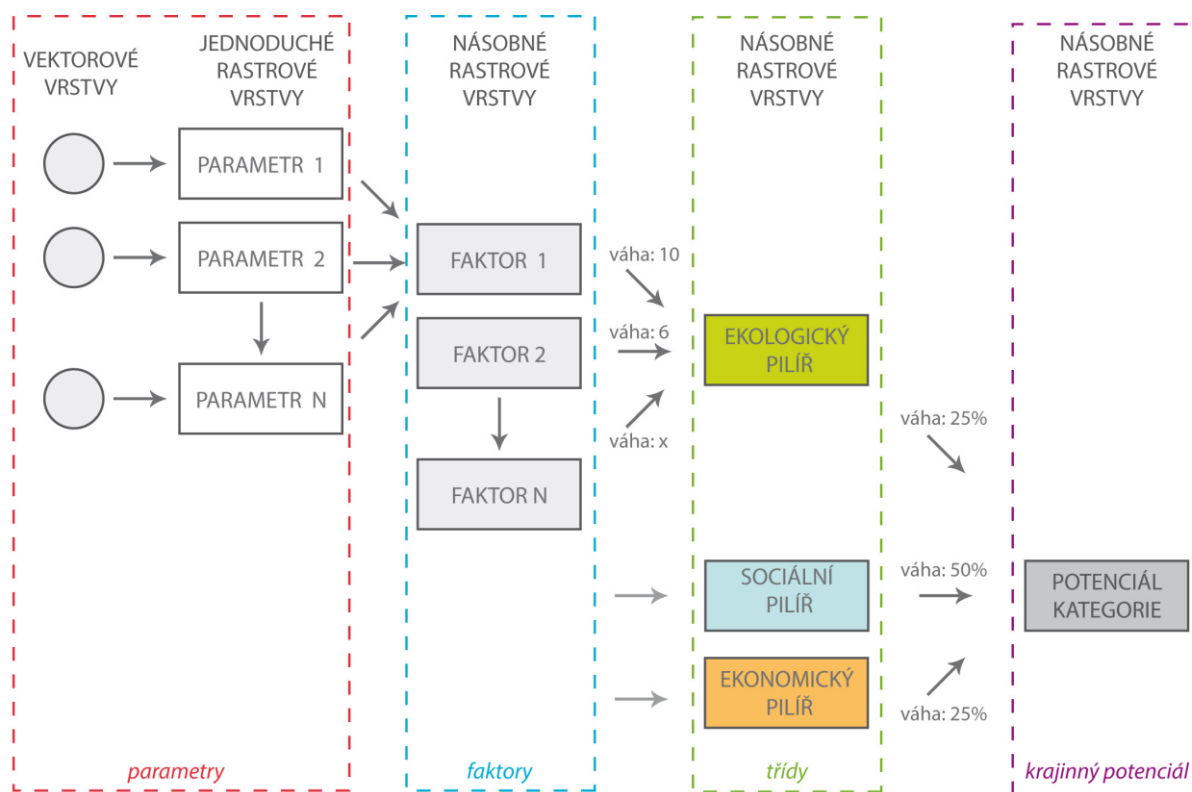 VEKTOROVÉ
VRSTVY
JEDNODUCHÉ
RASTROVÉ
VRSTVY
PARAMETR 1
PARAMETR 2
PARAMETR N
parametry
NÁSOBNÉ
RASTROVÉ
VRSTVY
FAKTOR 1
FAKTOR 2
FAKTOR N
faktory
váha: 10
váha: 6
váha: x
NÁSOBNÉ
RASTROVÉ
VRSTVY
EKOLOGICKÝ
PILÍŘ
SOCIÁLNÍ
PILÍŘ
EKONOMICKÝ
PILÍŘ
třídy
váha: 25%
váha: 50%
váha: 25%
NÁSOBNÉ
RASTROVÉ
VRSTVY
POTENCIÁL
KATEGORIE
krajinný potenciál